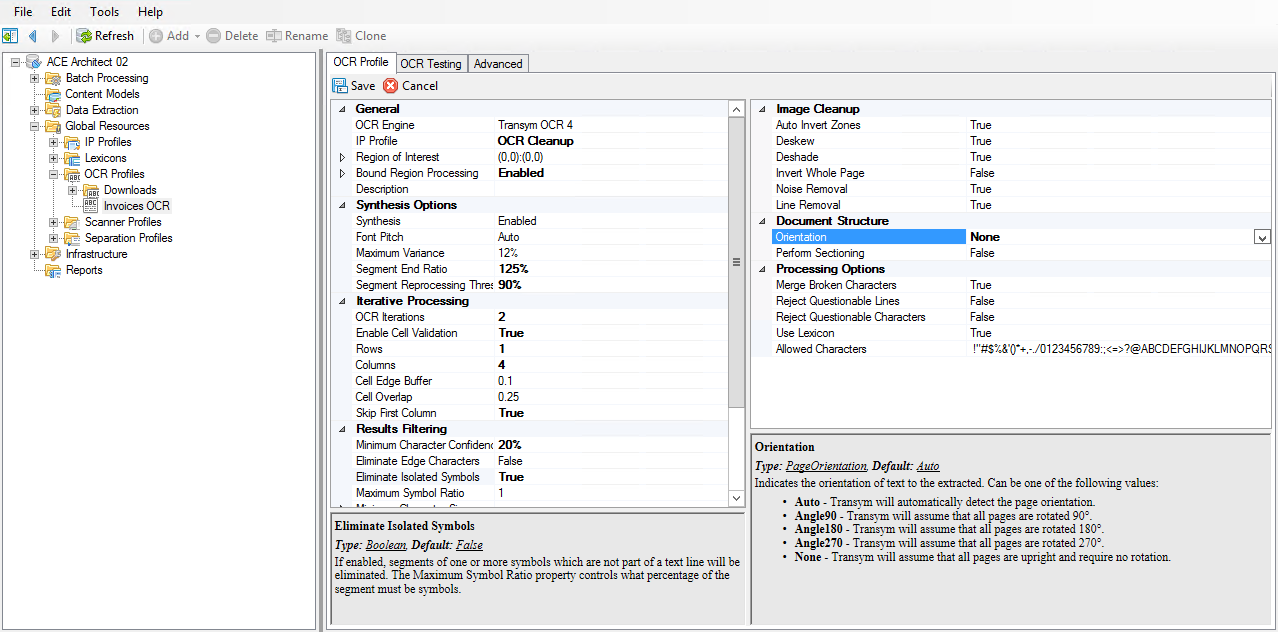 File Edit Tools Help
Refresh Add Delete Rename Clone
ACE Architect 02
Batch Processing
Content Models
Data Extraction
Global Resources
IP Profiles
Lexicons
OCR Profiles
Downloads
Invoices OCR
Scanner Profiles
Separation Profiles
Infrastructure
Reports
OCR Profile OCR Testing Advanced
Save Cancel
General
OCR Engine Transym OCR 4
IP Profile OCR Cleanup
Region of Interest (0,0):(0,0)
Bound Region Processing Enabled
Description
Synthesis Options
Synthesis Enabled
Font Pitch Auto
Maximum Variance 12%
Segment End Ratio 125%
Segment Reprocessing Thres 90%
Iterative Processing
OCR Iterations 2
Enable Cell Validation True
Rows 1
Columns 4
Cell Edge Buffer 0.1
Cell Overlap 0.25
Skip First Column True
Results Filtering
Minimum Character Confidenc 20%
Eliminate Edge Characters False
Eliminate Isolated Symbols True
Maximum Symbol Ratio 1
Eliminate Isolated Symbols
Type: Boolean, Default: False
If enabled, segments of one or more symbols which are not part of a text line will be
eliminated. The Maximum Symbol Ratio property controls what percentage of the
segment must be symbols.
Image Cleanup
Auto Invert Zones True
Deskew True
Deshade True
Invert Whole Page False
Noise Removal True
Line Removal True
Document Structure
Orientation None
Perform Sectioning False
Processing Options
Merge Broken Characters True
Reject Questionable Lines False
Reject Questionable Characters False
Use Lexicon True
Allowed Characters !"#$%&'()*+,-./0123456789:;<=>?@ABCDEFGHIJKLMNOPQRS
Orientation
Type: PageOrientation, Default: Auto
Indicates the orientation of text to the extracted. Can be one of the following values:
• Auto - Transym will automatically detect the page orientation.
• Angle90 - Transym will assume that all pages are rotated 90°.
• Angle180 - Transym will assume that all pages are rotated 180°.
• Angle270 - Transym will assume that all pages are rotated 270°.
• None - Transym will assume that all pages are upright and require no rotation.